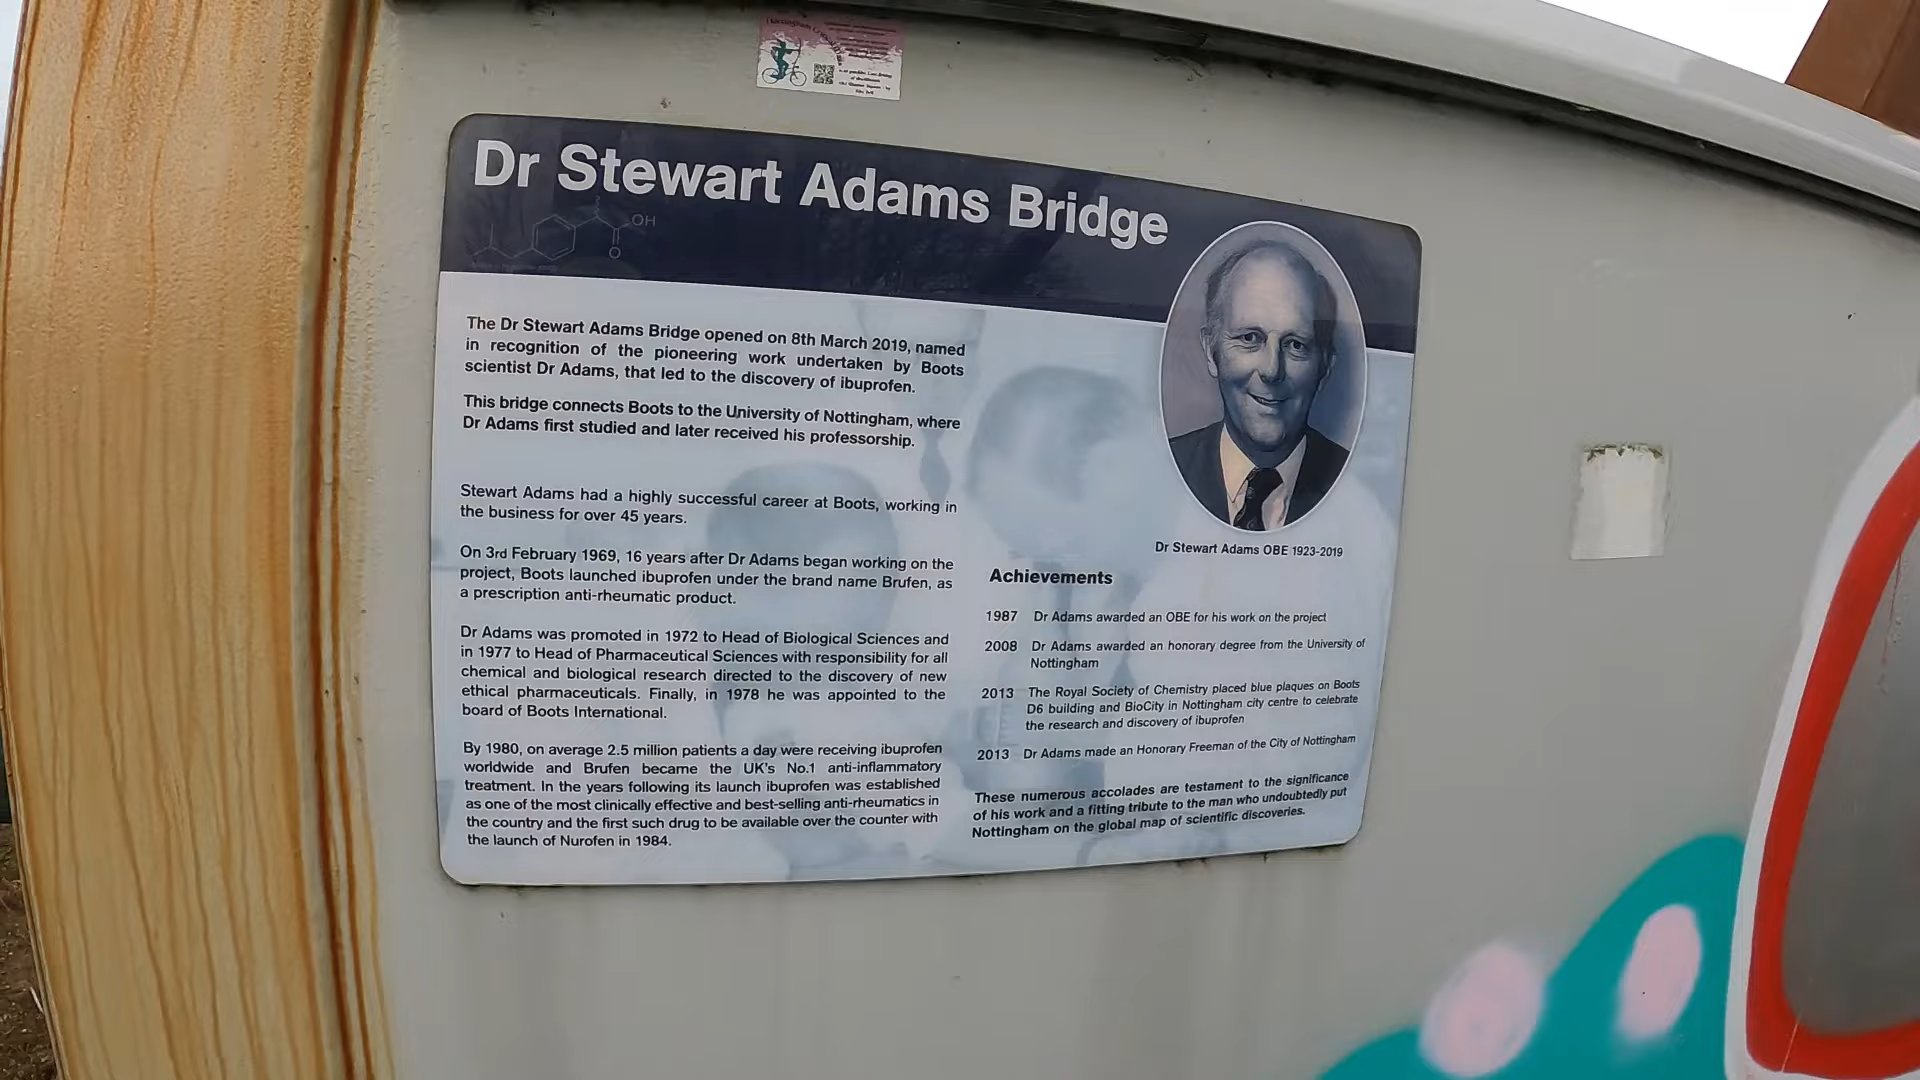 Dr Stewart Adams Bridge
OH
O
The Dr Stewart Adams Bridge opened on 8th March 2019, named
in recognition of the pioneering work undertaken by Boots
scientist Dr Adams, that led to the discovery of ibuprofen.
This bridge connects Boots to the University of Nottingham, where
Dr Adams first studied and later received his professorship.
Stewart Adams had a highly successful career at Boots, working in
the business for over 45 years.
On 3rd February 1969, 16 years after Dr Adams began working on the
project, Boots launched ibuprofen under the brand name Brufen, as
a prescription anti-rheumatic product.
Dr Adams was promoted in 1972 to Head of Biological Sciences and
in 1977 to Head of Pharmaceutical Sciences with responsibility for all
chemical and biological research directed to the discovery of new
ethical pharmaceuticals. Finally, in 1978 he was appointed to the
board of Boots International.
By 1980, on average 2.5 million patients a day were receiving ibuprofen
worldwide and Brufen became the UK's No.1 anti-inflammatory
treatment. In the years following its launch ibuprofen was established
as one of the most clinically effective and best-selling anti-rheumatics in
the country and the first such drug to be available over the counter with
the launch of Nurofen in 1984.
Dr Stewart Adams OBE 1923-2019
Achievements
1987 Dr Adams awarded an OBE for his work on the project
2008 Dr Adams awarded an honorary degree from the University of
Nottingham
2013 The Royal Society of Chemistry placed blue plaques on Boots
D6 building and BioCity in Nottingham city centre to celebrate
the research and discovery of ibuprofen
2013 Dr Adams made an Honorary Freeman of the City of Nottingham
These numerous accolades are testament to the significance
of his work and a fitting tribute to the man who undoubtedly put
Nottingham on the global map of scientific discoveries.